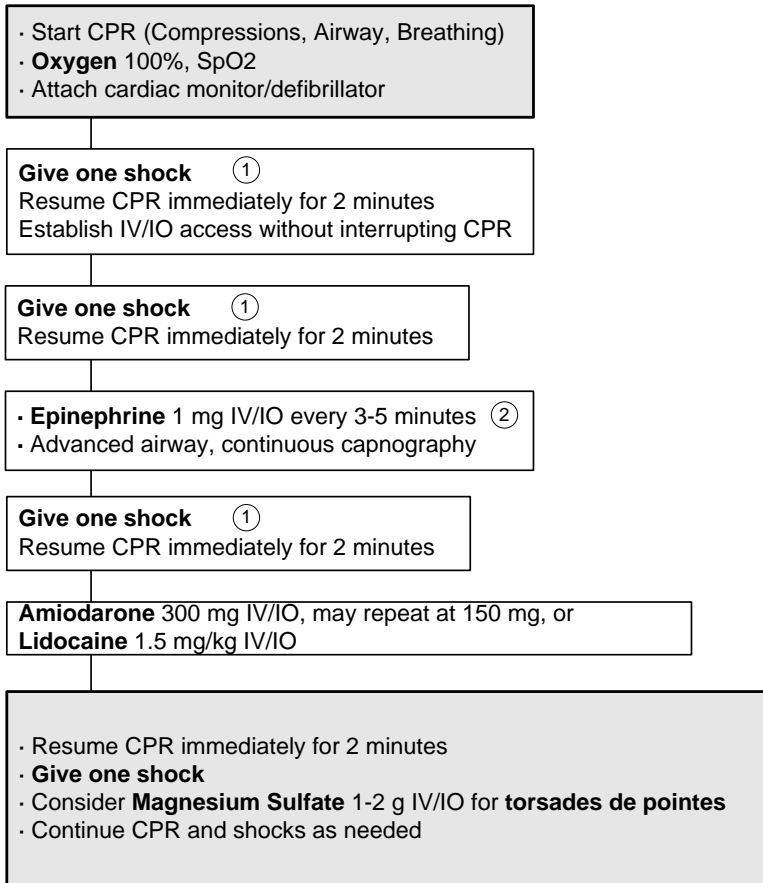 · Start CPR (Compressions, Airway, Breathing)
· Oxygen 100%, SpO2
· Attach cardiac monitor/defibrillator
Give one shock ①
Resume CPR immediately for 2 minutes
Establish IV/IO access without interrupting CPR
Give one shock ①
Resume CPR immediately for 2 minutes
· Epinephrine 1 mg IV/IO every 3-5 minutes ②
· Advanced airway, continuous capnography
Give one shock ①
Resume CPR immediately for 2 minutes
Amiodarone 300 mg IV/IO, may repeat at 150 mg, or
Lidocaine 1.5 mg/kg IV/IO
· Resume CPR immediately for 2 minutes
· Give one shock
· Consider Magnesium Sulfate 1-2 g IV/IO for torsades de pointes
· Continue CPR and shocks as needed